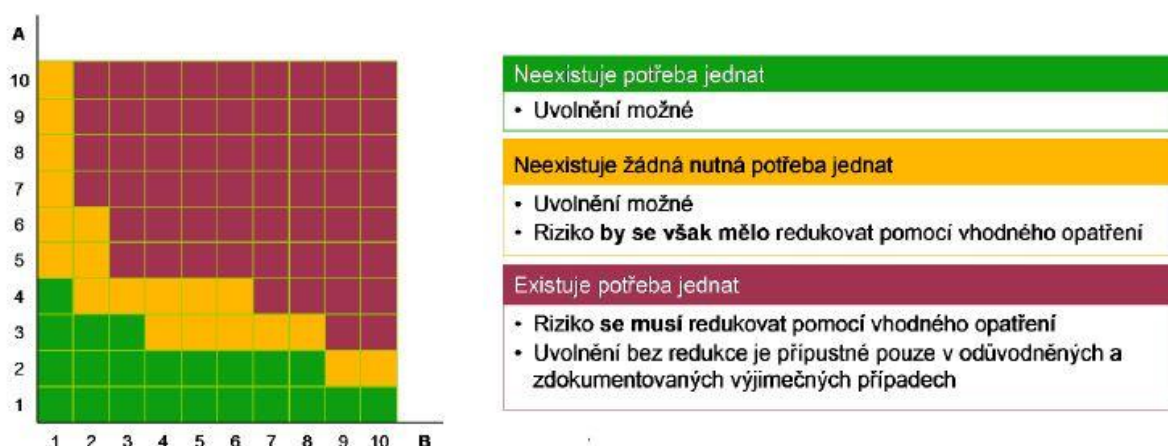 A
10
9
8
7
6
5
4
3
2
1
1 2 3 4 5 6 7 8 9 10 B
Neexistuje potřeba jednat
• Uvolnění možné
Neexistuje žádná nutná potřeba jednat
• Uvolnění možné
• Riziko by se však mělo redukovat pomocí vhodného opatření
Existuje potřeba jednat
• Riziko se musí redukovat pomocí vhodného opatření
• Uvolnění bez redukce je přípustné pouze v odůvodněných a
zdokumentovaných výjimečných případech